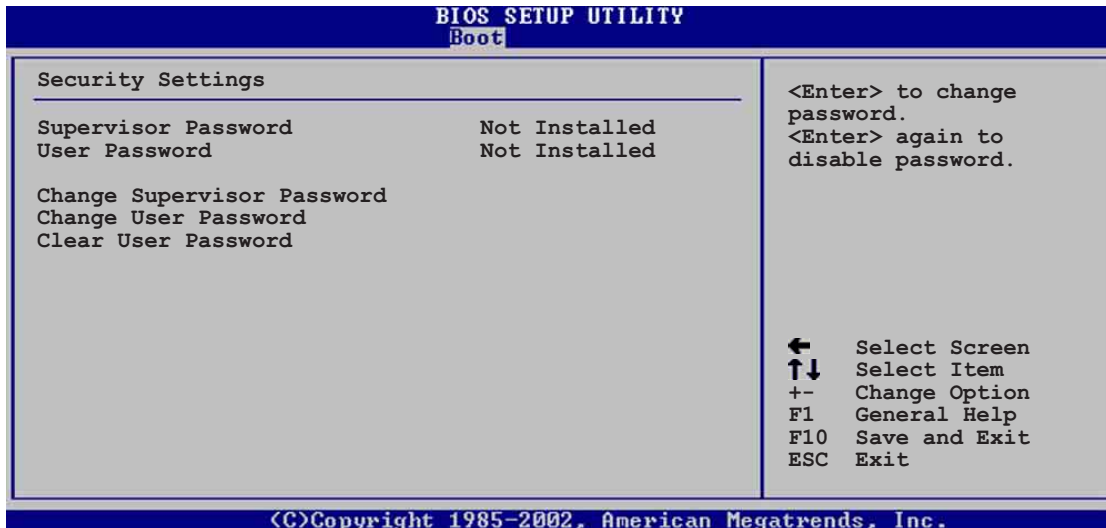 BIOS SETUP UTILITY
Boot
Security Settings
Supervisor Password Not Installed
User Password Not Installed
Change Supervisor Password
Change User Password
Clear User Password
<Enter> to change
password.
<Enter> again to
disable password.
← Select Screen
↑↓ Select Item
+- Change Option
F1 General Help
F10 Save and Exit
ESC Exit
(C)Copyright 1985-2002, American Megatrends, Inc.